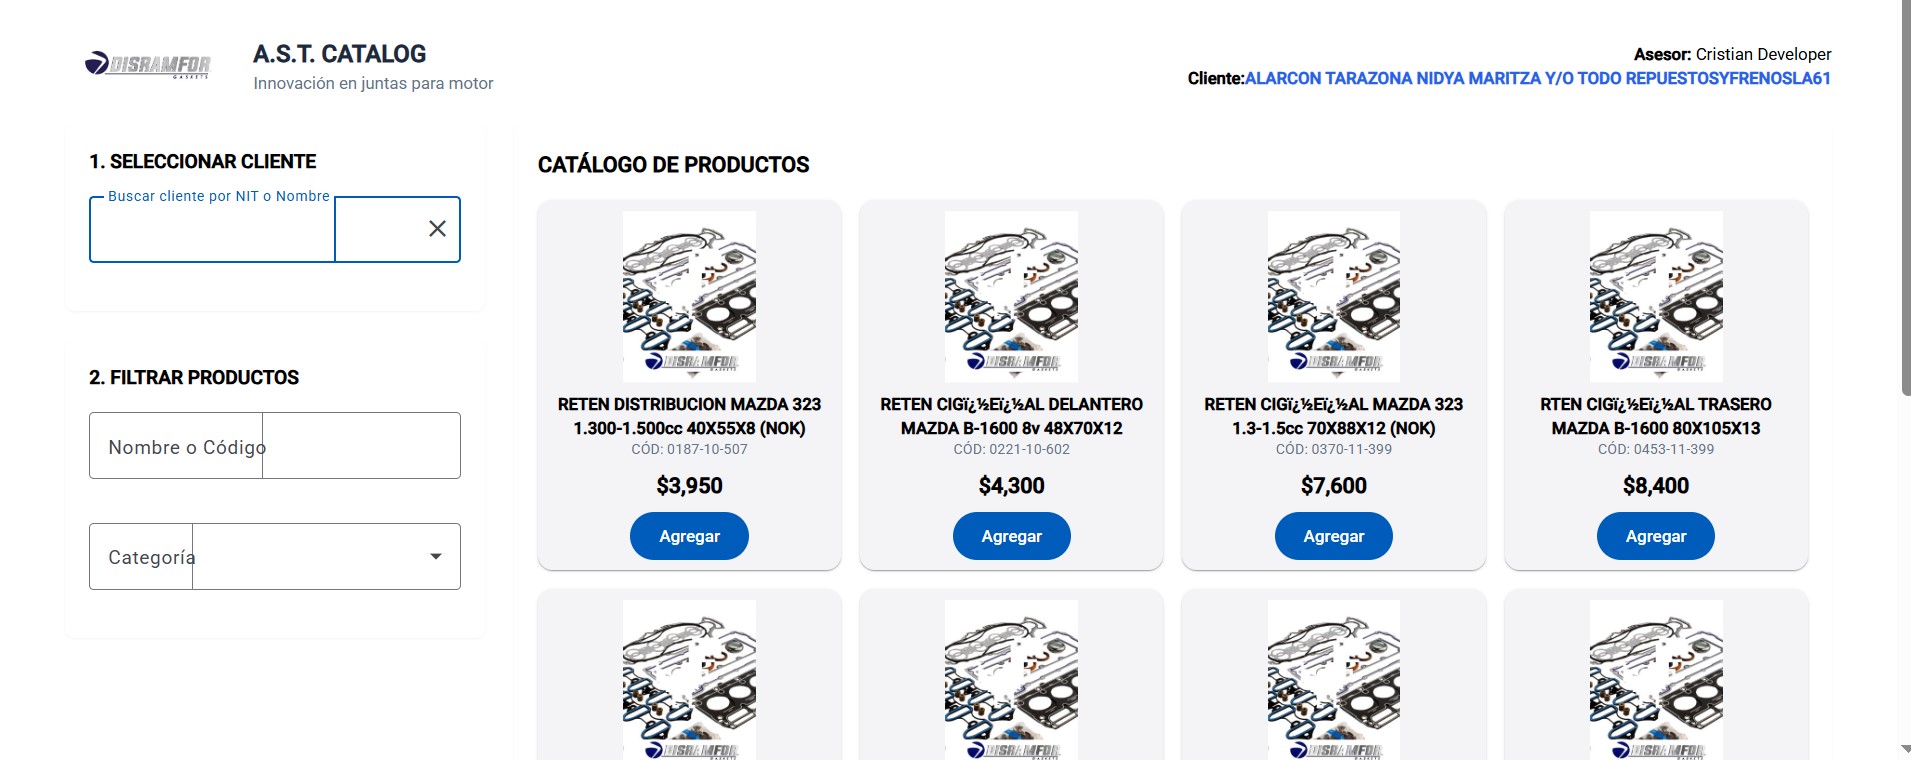 DISRAMFOR
GASKETS
A.S.T. CATALOG
Innovación en juntas para motor
Asesor: Cristian Developer
Cliente:ALARCON TARAZONA NIDYA MARITZA Y/O TODO REPUESTOSYFRENOSLA61
1. SELECCIONAR CLIENTE
Buscar cliente por NIT o Nombre
2. FILTRAR PRODUCTOS
Nombre o Código
Categoría
CATÁLOGO DE PRODUCTOS
DISRAMFOR
GASKETS
RETEN DISTRIBUCION MAZDA 323
1.300-1.500cc 40X55X8 (NOK)
CÓD: 0187-10-507
$3,950
Agregar
DISRAMFOR
GASKETS
RETEN CIGï¿½Eï¿½AL DELANTERO
MAZDA B-1600 8v 48X70X12
CÓD: 0221-10-602
$4,300
Agregar
DISRAMFOR
GASKETS
RETEN CIGï¿½Eï¿½AL MAZDA 323
1.3-1.5cc 70X88X12 (NOK)
CÓD: 0370-11-399
$7,600
Agregar
DISRAMFOR
GASKETS
RTEN CIGï¿½Eï¿½AL TRASERO
MAZDA B-1600 80X105X13
CÓD: 0453-11-399
$8,400
Agregar
DISRAMFOR
DISRAMFOR
DISRAMFOR
DISRAMFOR